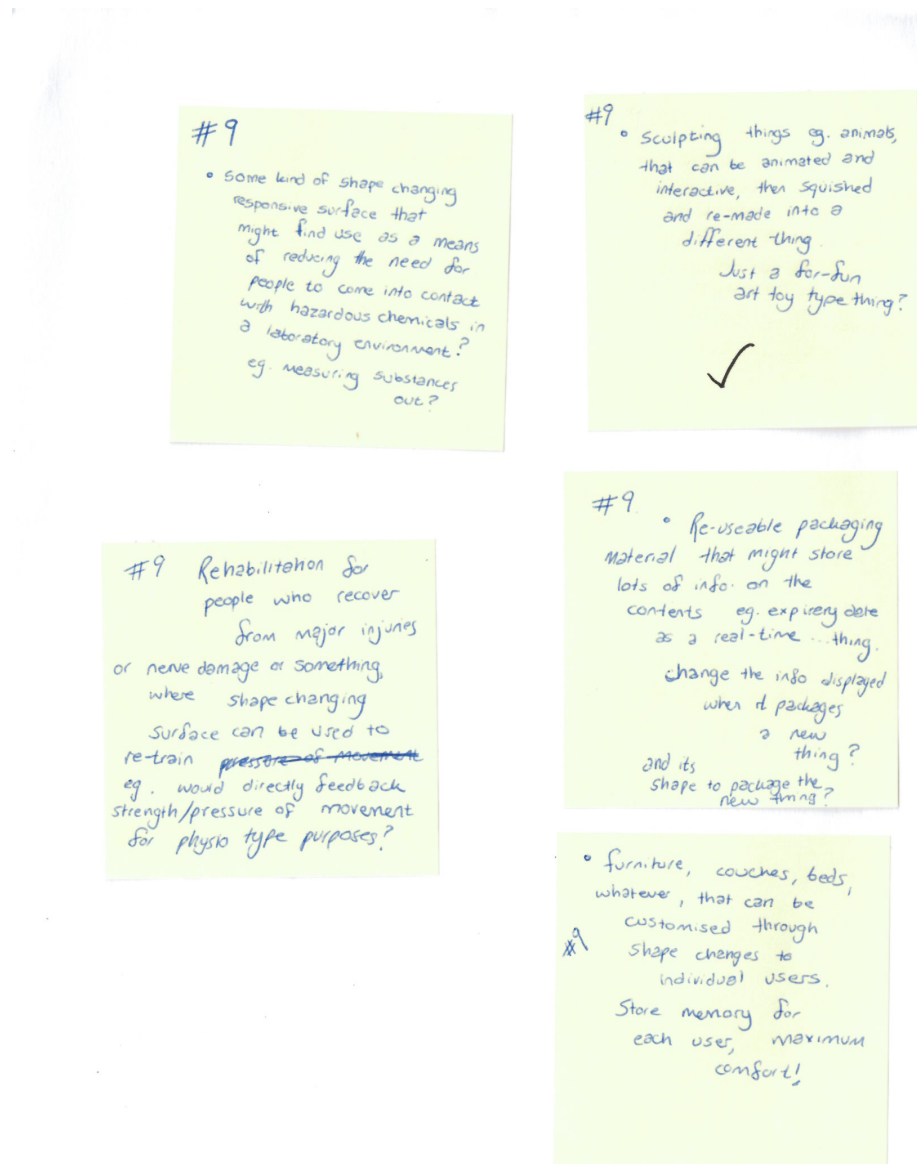 #9
• Some kind of shape changing
responsive surface that
might find use as a means
of reducing the need for
people to come into contact
with hazardous chemicals in
a laboratory environment?
eg. measuring substances
out?
#9
• Sculpting things eg. animals,
that can be animated and
interactive, then squished
and re-made into a
different thing.
Just a for-fun
art toy type thing?
✓
#9
• Re-useable packaging
material that might store
lots of info. on the
contents eg. expirery date
as a real-time ... thing.
change the info displayed
when it packages
a new
thing?
and its
shape to package the
new thing?
#9 Rehabilitation for
people who recover
from major injuries
or nerve damage or something,
where shape changing
surface can be used to
re-train pressure of movement
eg. would directly feedback
strength/pressure of movement
for physio type purposes?
#9
• furniture, couches, beds,
whatever, that can be
customised through
shape changes to
individual users.
Store memory for
each user, maximum
comfort!